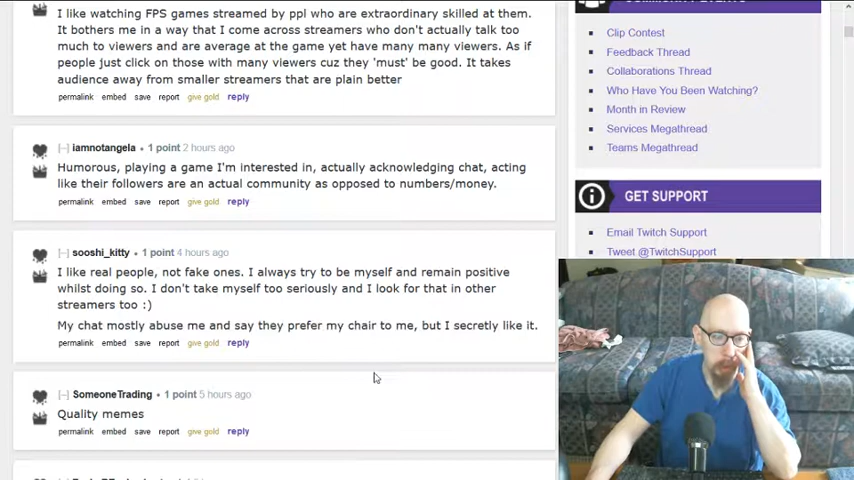 I like watching FPS games streamed by ppl who are extraordinary skilled at them.
It bothers me in a way that I come across streamers who don't actually talk too
much to viewers and are average at the game yet have many many viewers. As if
people just click on those with many viewers cuz they 'must' be good. It takes
audience away from smaller streamers that are plain better
permalink embed save report give gold reply
[–] iamnotangela • 1 point 2 hours ago
Humorous, playing a game I'm interested in, actually acknowledging chat, acting
like their followers are an actual community as opposed to numbers/money.
permalink embed save report give gold reply
[–] sooshi_kitty • 1 point 4 hours ago
I like real people, not fake ones. I always try to be myself and remain positive
whilst doing so. I don't take myself too seriously and I look for that in other
streamers too :)
My chat mostly abuse me and say they prefer my chair to me, but I secretly like it.
permalink embed save report give gold reply
[–] SomeoneTrading • 1 point 5 hours ago
Quality memes
permalink embed save report give gold reply
Clip Contest
Feedback Thread
Collaborations Thread
Who Have You Been Watching?
Month in Review
Services Megathread
Teams Megathread
GET SUPPORT
Email Twitch Support
Tweet @TwitchSupport